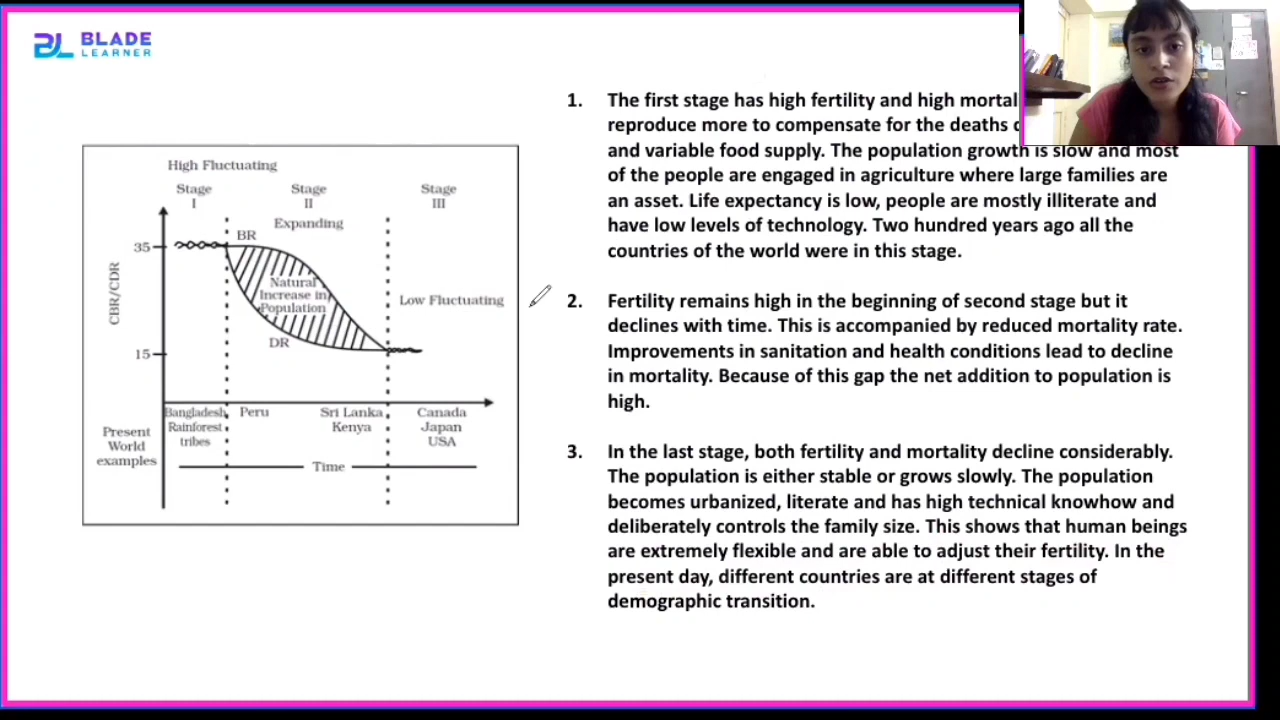 BLADE
LEARNER
High Fluctuating
Stage
I
Stage
II
Stage
III
Expanding
BR
35
CBR/CDR
Natural
Increase in
Population
Low Fluctuating
DR
15
Bangladesh
Rainforest
tribes
Peru
Sri Lanka
Kenya
Canada
Japan
USA
Present
World
examples
Time
1. The first stage has high fertility and high
reproduce more to compensate for the deaths
and variable food supply. The population growth is slow and most
of the people are engaged in agriculture where large families are
an asset. Life expectancy is low, people are mostly illiterate and
have low levels of technology. Two hundred years ago all the
countries of the world were in this stage.
2. Fertility remains high in the beginning of second stage but it
declines with time. This is accompanied by reduced mortality rate.
Improvements in sanitation and health conditions lead to decline
in mortality. Because of this gap the net addition to population is
high.
3. In the last stage, both fertility and mortality decline considerably.
The population is either stable or grows slowly. The population
becomes urbanized, literate and has high technical knowhow and
deliberately controls the family size. This shows that human beings
are extremely flexible and are able to adjust their fertility. In the
present day, different countries are at different stages of
demographic transition.